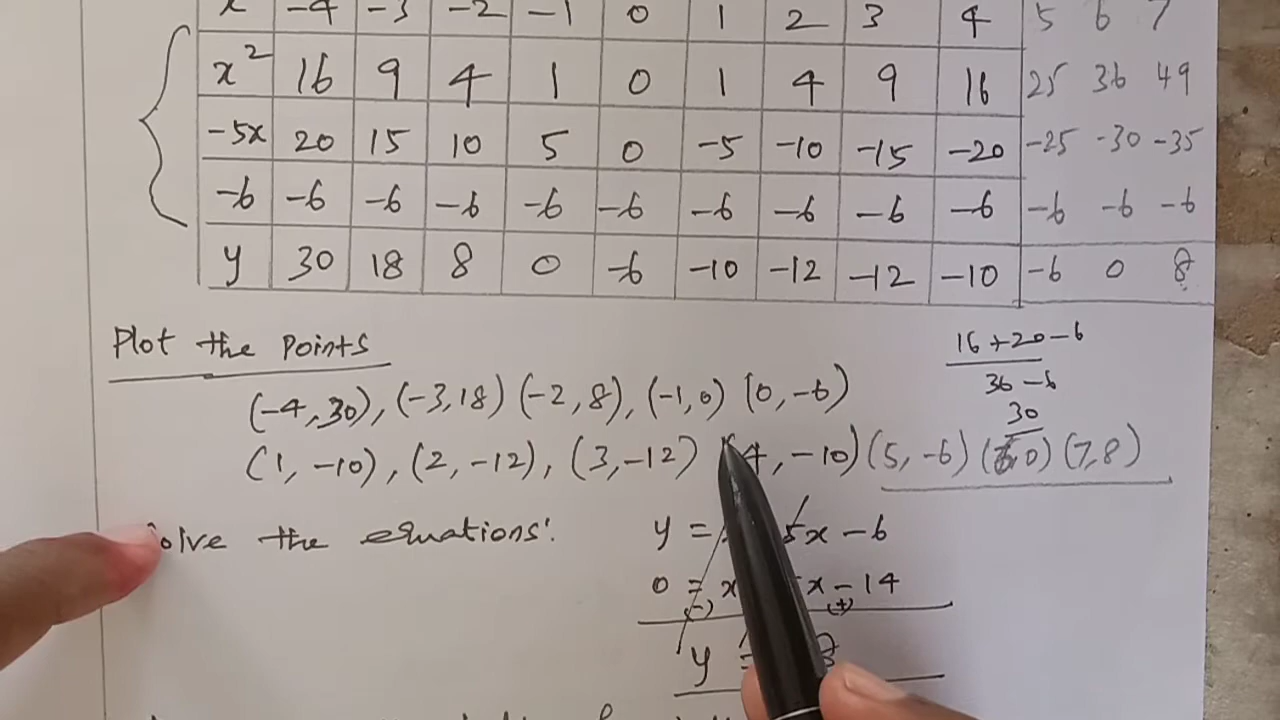 x -4 -3 -2 -1 0 1 2 3 4 5 6 7
x² 16 9 4 1 0 1 4 9 16 25 36 49
-5x 20 15 10 5 0 -5 -10 -15 -20 -25 -30 -35
-6 -6 -6 -6 -6 -6 -6 -6 -6 -6 -6 -6 -6
y 30 18 8 0 -6 -10 -12 -12 -10 -6 0 8
Plot the points
16+20-6
36-6
30
(-4,30), (-3,18) (-2,8), (-1,0) (0,-6)
(1,-10), (2,-12), (3,-12) (4,-10) (5,-6) (6,0) (7,8)
Solve the equations: y = 5x-6
0 = x x-14
(-) (+)
y = 8